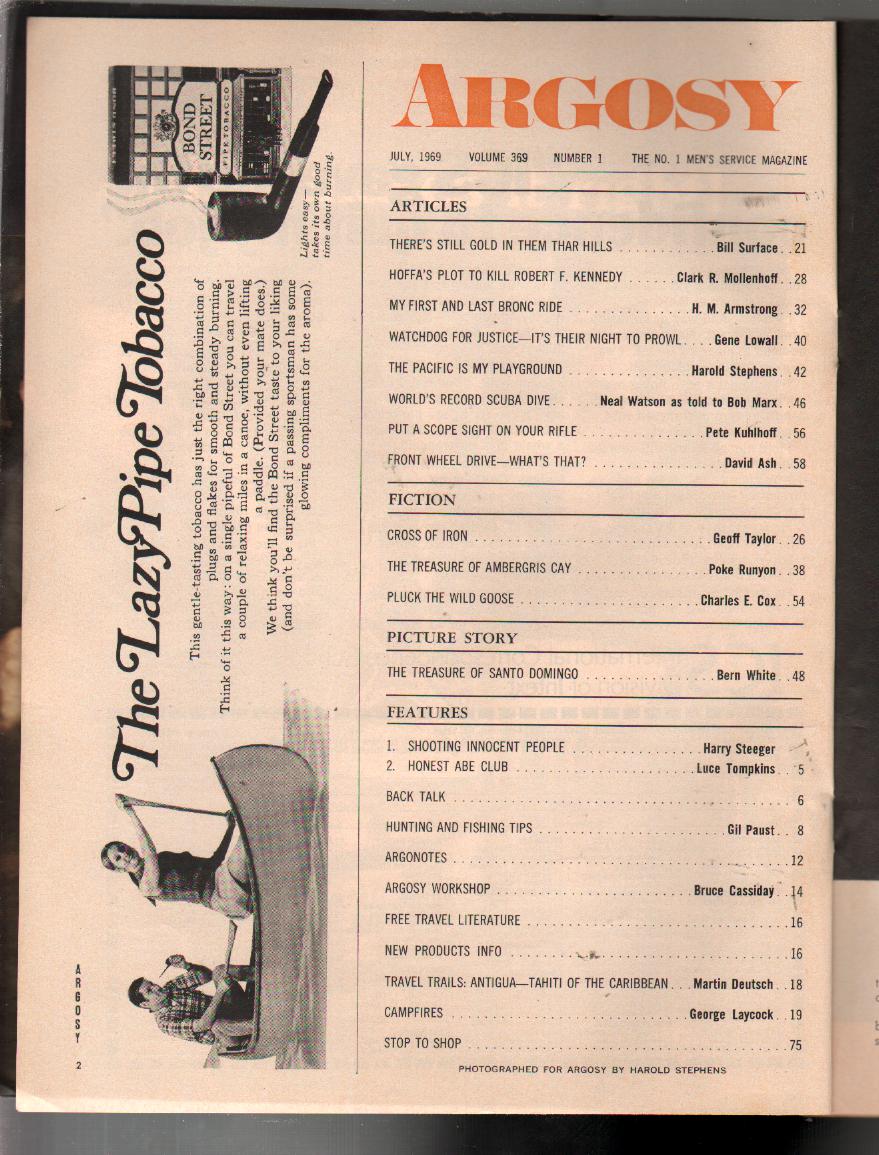 ARGOSY
JULY, 1969 VOLUME 369 NUMBER 1 THE NO. 1 MEN'S SERVICE MAGAZINE
ARTICLES
THERE'S STILL GOLD IN THEM THAR HILLS . . . . . . . . . . . . Bill Surface . . 21
HOFFA'S PLOT TO KILL ROBERT F. KENNEDY . . . . . . Clark R. Mollenhoff . . 28
MY FIRST AND LAST BRONC RIDE . . . . . . . . . . . . . . . H. M. Armstrong . . 32
WATCHDOG FOR JUSTICE—IT'S THEIR NIGHT TO PROWL . . . . Gene Lowall . . 40
THE PACIFIC IS MY PLAYGROUND . . . . . . . . . . . . . . . Harold Stephens . . 42
WORLD'S RECORD SCUBA DIVE . . . . . . Neal Watson as told to Bob Marx . . 46
PUT A SCOPE SIGHT ON YOUR RIFLE . . . . . . . . . . . . . . . Pete Kuhlhoff . . 56
FRONT WHEEL DRIVE—WHAT'S THAT? . . . . . . . . . . . . . . . . David Ash . . 58
FICTION
CROSS OF IRON . . . . . . . . . . . . . . . . . . . . . . . . . . . . . Geoff Taylor . . 26
THE TREASURE OF AMBERGRIS CAY . . . . . . . . . . . . . . . Poke Runyon . . 38
PLUCK THE WILD GOOSE . . . . . . . . . . . . . . . . . . . . . . Charles E. Cox . . 54
PICTURE STORY
THE TREASURE OF SANTO DOMINGO . . . . . . . . . . . . . . . . Bern White . . 48
FEATURES
1. SHOOTING INNOCENT PEOPLE . . . . . . . . . . . . . . . . Harry Steeger
2. HONEST ABE CLUB . . . . . . . . . . . . . . . . . . . . . . Luce Tompkins . . 5
BACK TALK . . . . . . . . . . . . . . . . . . . . . . . . . . . . . . . . . . . . . . . . . . 6
HUNTING AND FISHING TIPS . . . . . . . . . . . . . . . . . . . . . . . Gil Paust . . 8
ARGONOTES . . . . . . . . . . . . . . . . . . . . . . . . . . . . . . . . . . . . . . . . . 12
ARGOSY WORKSHOP . . . . . . . . . . . . . . . . . . . . . . . . Bruce Cassiday . . 14
FREE TRAVEL LITERATURE . . . . . . . . . . . . . . . . . . . . . . . . . . . . . . . 16
NEW PRODUCTS INFO . . . . . . . . . . . . . . . . . . . . . . . . . . . . . . . . . . 16
TRAVEL TRAILS: ANTIGUA—TAHITI OF THE CARIBBEAN . . . Martin Deutsch . . 18
CAMPFIRES . . . . . . . . . . . . . . . . . . . . . . . . . . . . . . George Laycock . . 19
STOP TO SHOP . . . . . . . . . . . . . . . . . . . . . . . . . . . . . . . . . . . . . . . 75
PHOTOGRAPHED FOR ARGOSY BY HAROLD STEPHENS
The Lazy Pipe Tobacco
This gentle-tasting tobacco has just the right combination of
plugs and flakes for smooth and steady burning.
Think of it this way: on a single pipeful of Bond Street you can travel
a couple of relaxing miles in a canoe, without even lifting
a paddle. (Provided your mate does.)
We think you'll find the Bond Street taste to your liking
(and don't be surprised if a passing sportsman has some
glowing compliments for the aroma).
BOND
STREET
PIPE TOBACCO
Lights easy—
takes its own good
time about burning.
ARGOSY
2